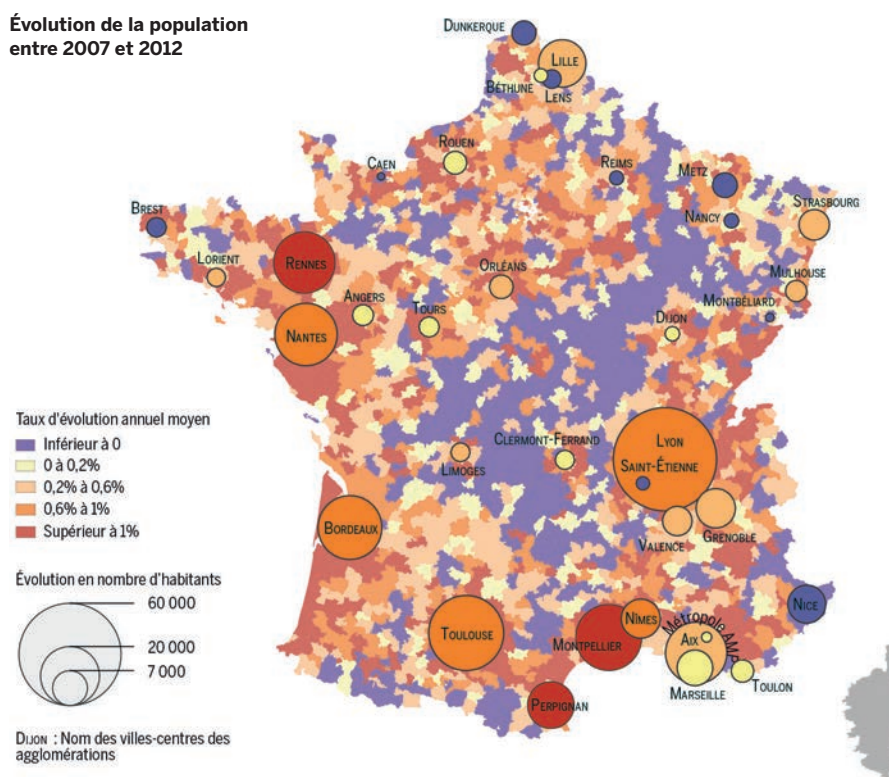 Évolution de la population
entre 2007 et 2012
DUNKERQUE
LILLE
BÉTHUNE
LENS
ROUEN
CAEN
REIMS
METZ
NANCY
STRASBOURG
BREST
LORIENT
RENNES
ORLÉANS
MULHOUSE
MONTBÉLIARD
ANGERS
TOURS
DIJON
NANTES
Taux d'évolution annuel moyen
Inférieur à 0
0 à 0,2%
0,2% à 0,6%
0,6% à 1%
Supérieur à 1%
CLERMONT-FERRAND
LYON
SAINT-ÉTIENNE
LIMOGES
BORDEAUX
VALENCE
GRENOBLE
Évolution en nombre d'habitants
60 000
20 000
7 000
NICE
NÎMES
Métropole AMP
TOULOUSE
MONTPELLIER
AIX
MARSEILLE
TOULON
PERPIGNAN
DIJON : Nom des villes-centres des
agglomérations